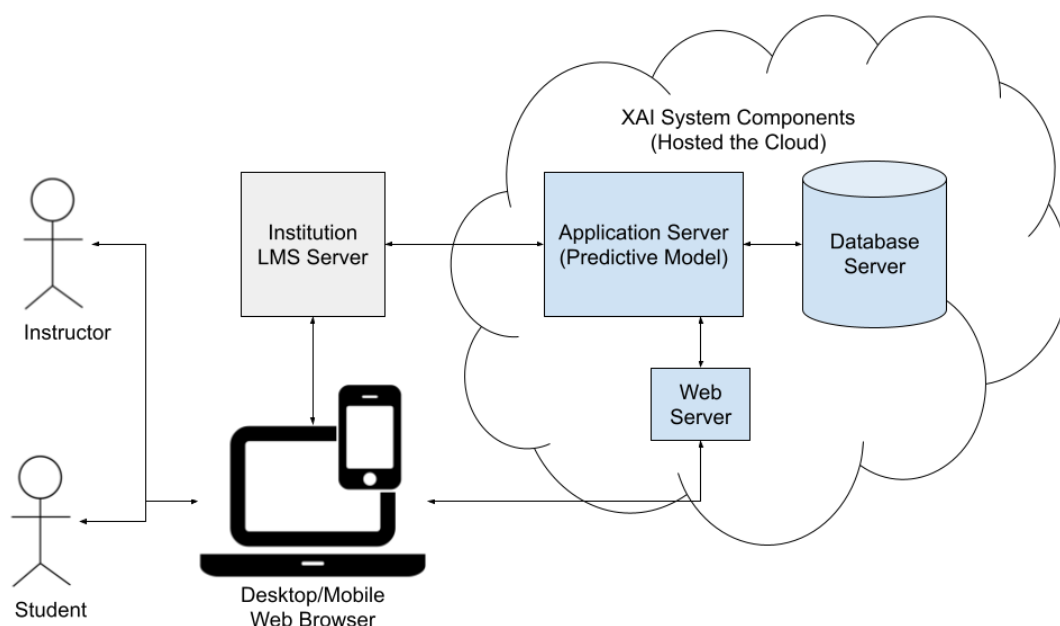 XAI System Components
(Hosted the Cloud)
Institution
LMS Server
Application Server
(Predictive Model)
Database
Server
Instructor
Web
Server
Student
Desktop/Mobile
Web Browser